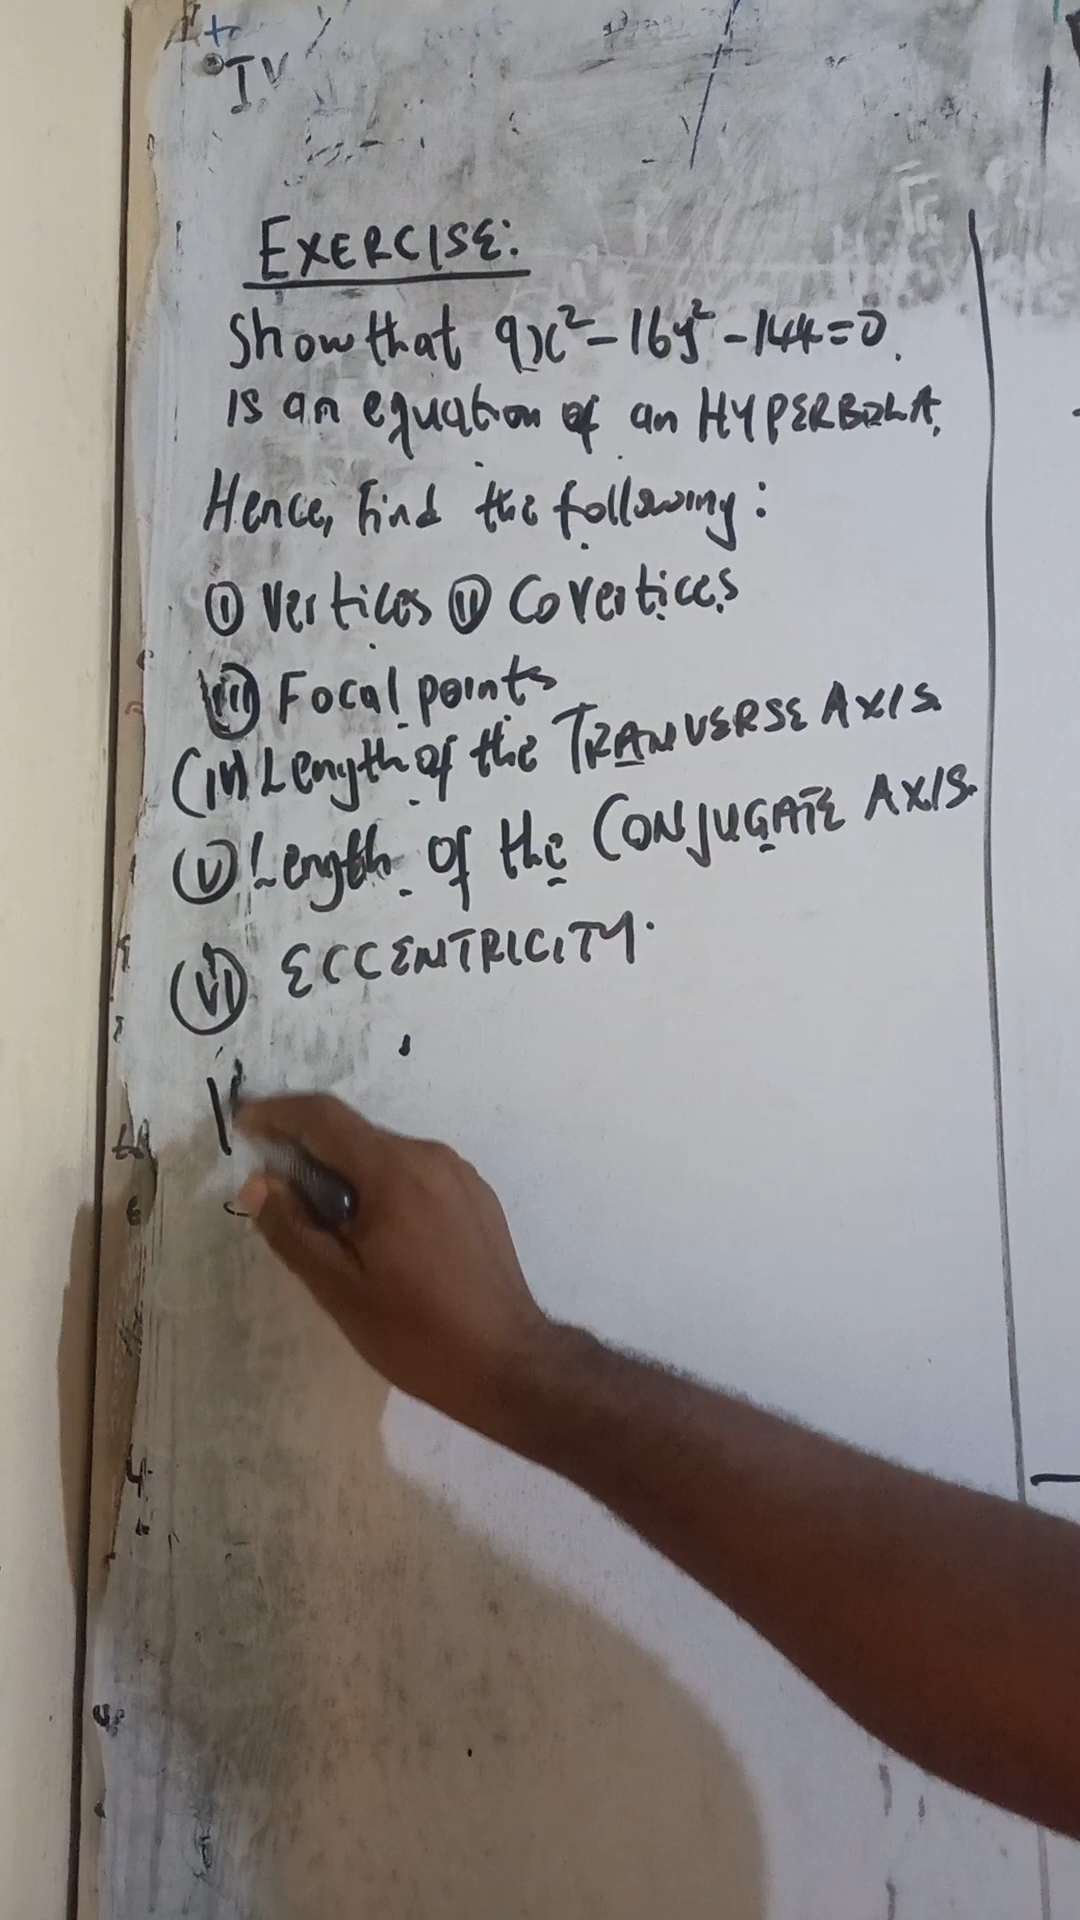 IV
EXERCISE:
Show that 9x² - 16y² - 144 = 0.
is an equation of an HYPERBOLA.
Hence, Find the following:
(i) Vertices (ii) Covertices
(iii) Focal points
(iv) Length of the TRANVERSE AXIS.
(v) Length of the CONJUGATE AXIS.
(vi) ECCENTRICITY.